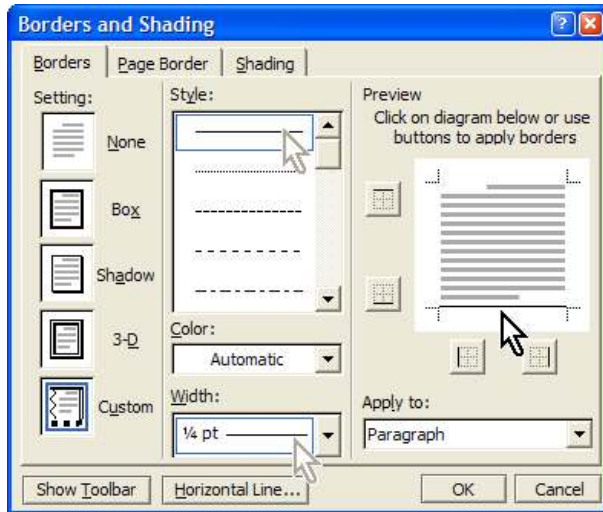 Borders and Shading
Borders
Page Border
Shading
Setting:
None
Box
Shadow
3-D
Custom
Style:
Color:
Automatic
Width:
¼ pt
Preview
Click on diagram below or use
buttons to apply borders
Apply to:
Paragraph
Show Toolbar
Horizontal Line...
OK
Cancel